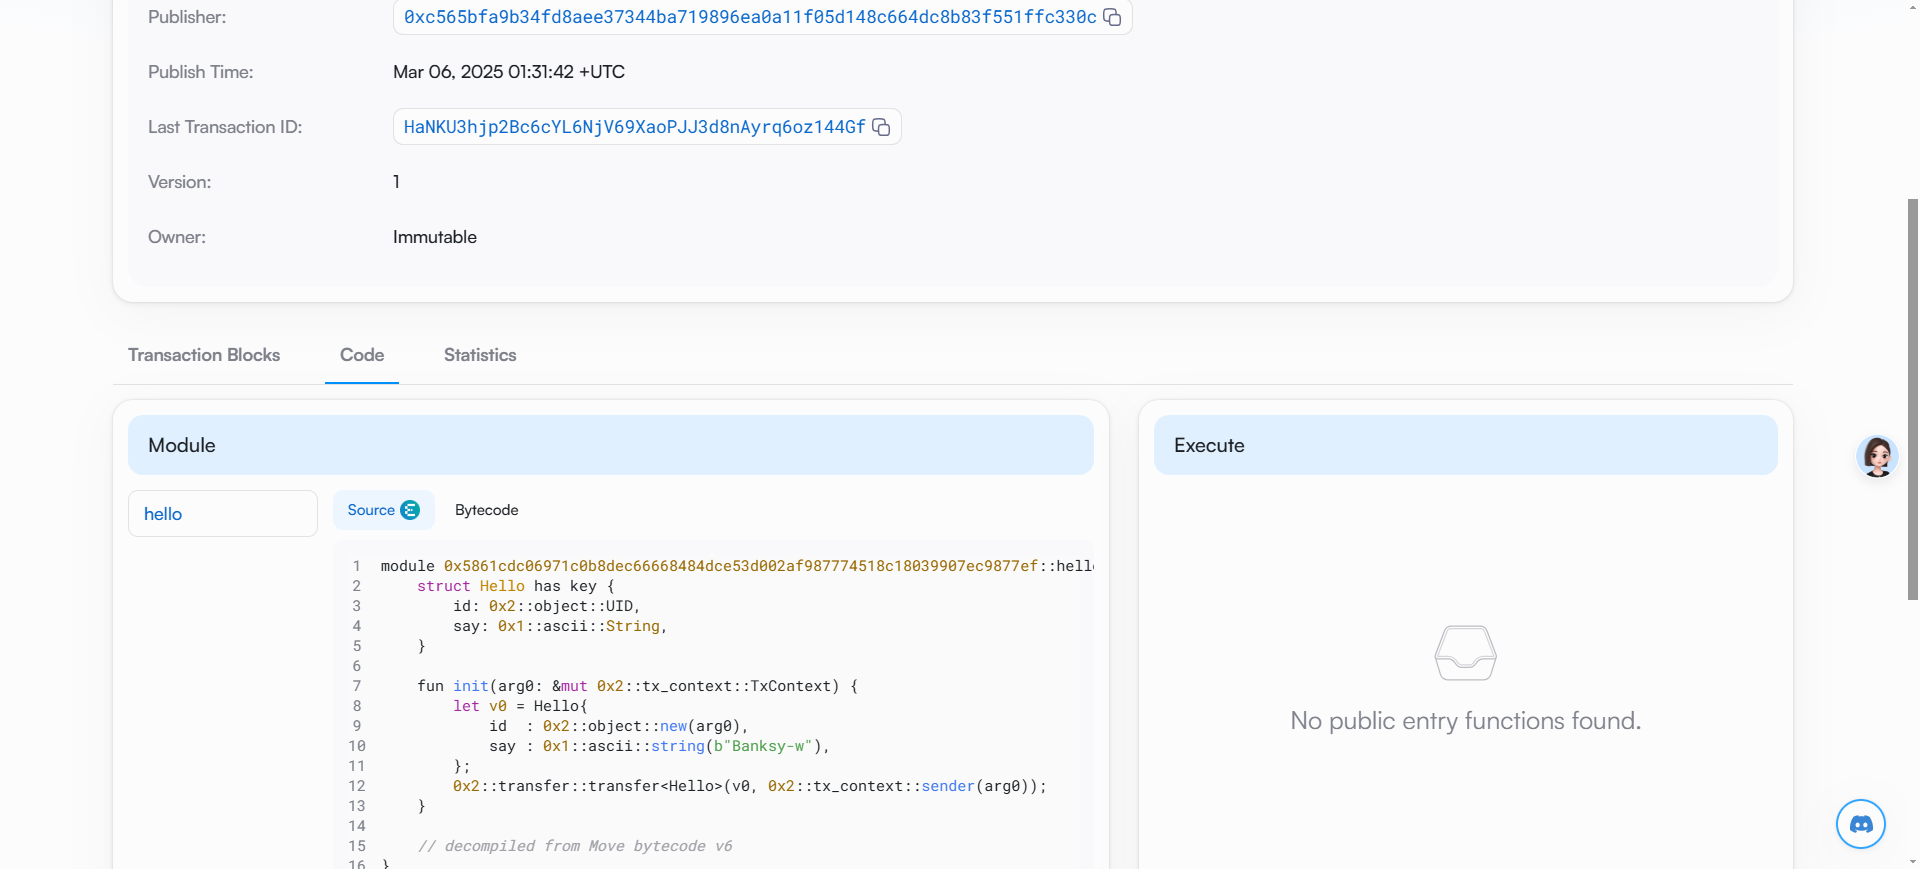 Publisher: 0xc565bfa9b34fd8aee37344ba719896ea0a11f05d148c664dc8b83f551ffc330c
Publish Time: Mar 06, 2025 01:31:42 +UTC
Last Transaction ID: HaNKU3hjp2Bc6cYL6NjV69XaoPJJ3d8nAyrq6oz144Gf
Version: 1
Owner: Immutable
Transaction Blocks Code Statistics
Module
Execute
hello
Source Bytecode
1 module 0x5861cdc06971c0b8dec66668484dce53d002af987774518c18039907ec9877ef::hell
2     struct Hello has key {
3         id: 0x2::object::UID,
4         say: 0x1::ascii::String,
5     }
6
7     fun init(arg0: &mut 0x2::tx_context::TxContext) {
8         let v0 = Hello{
9             id  : 0x2::object::new(arg0),
10             say : 0x1::ascii::string(b"Banksy-w"),
11         };
12         0x2::transfer::transfer<Hello>(v0, 0x2::tx_context::sender(arg0));
13     }
14
15     // decompiled from Move bytecode v6
16 }
No public entry functions found.